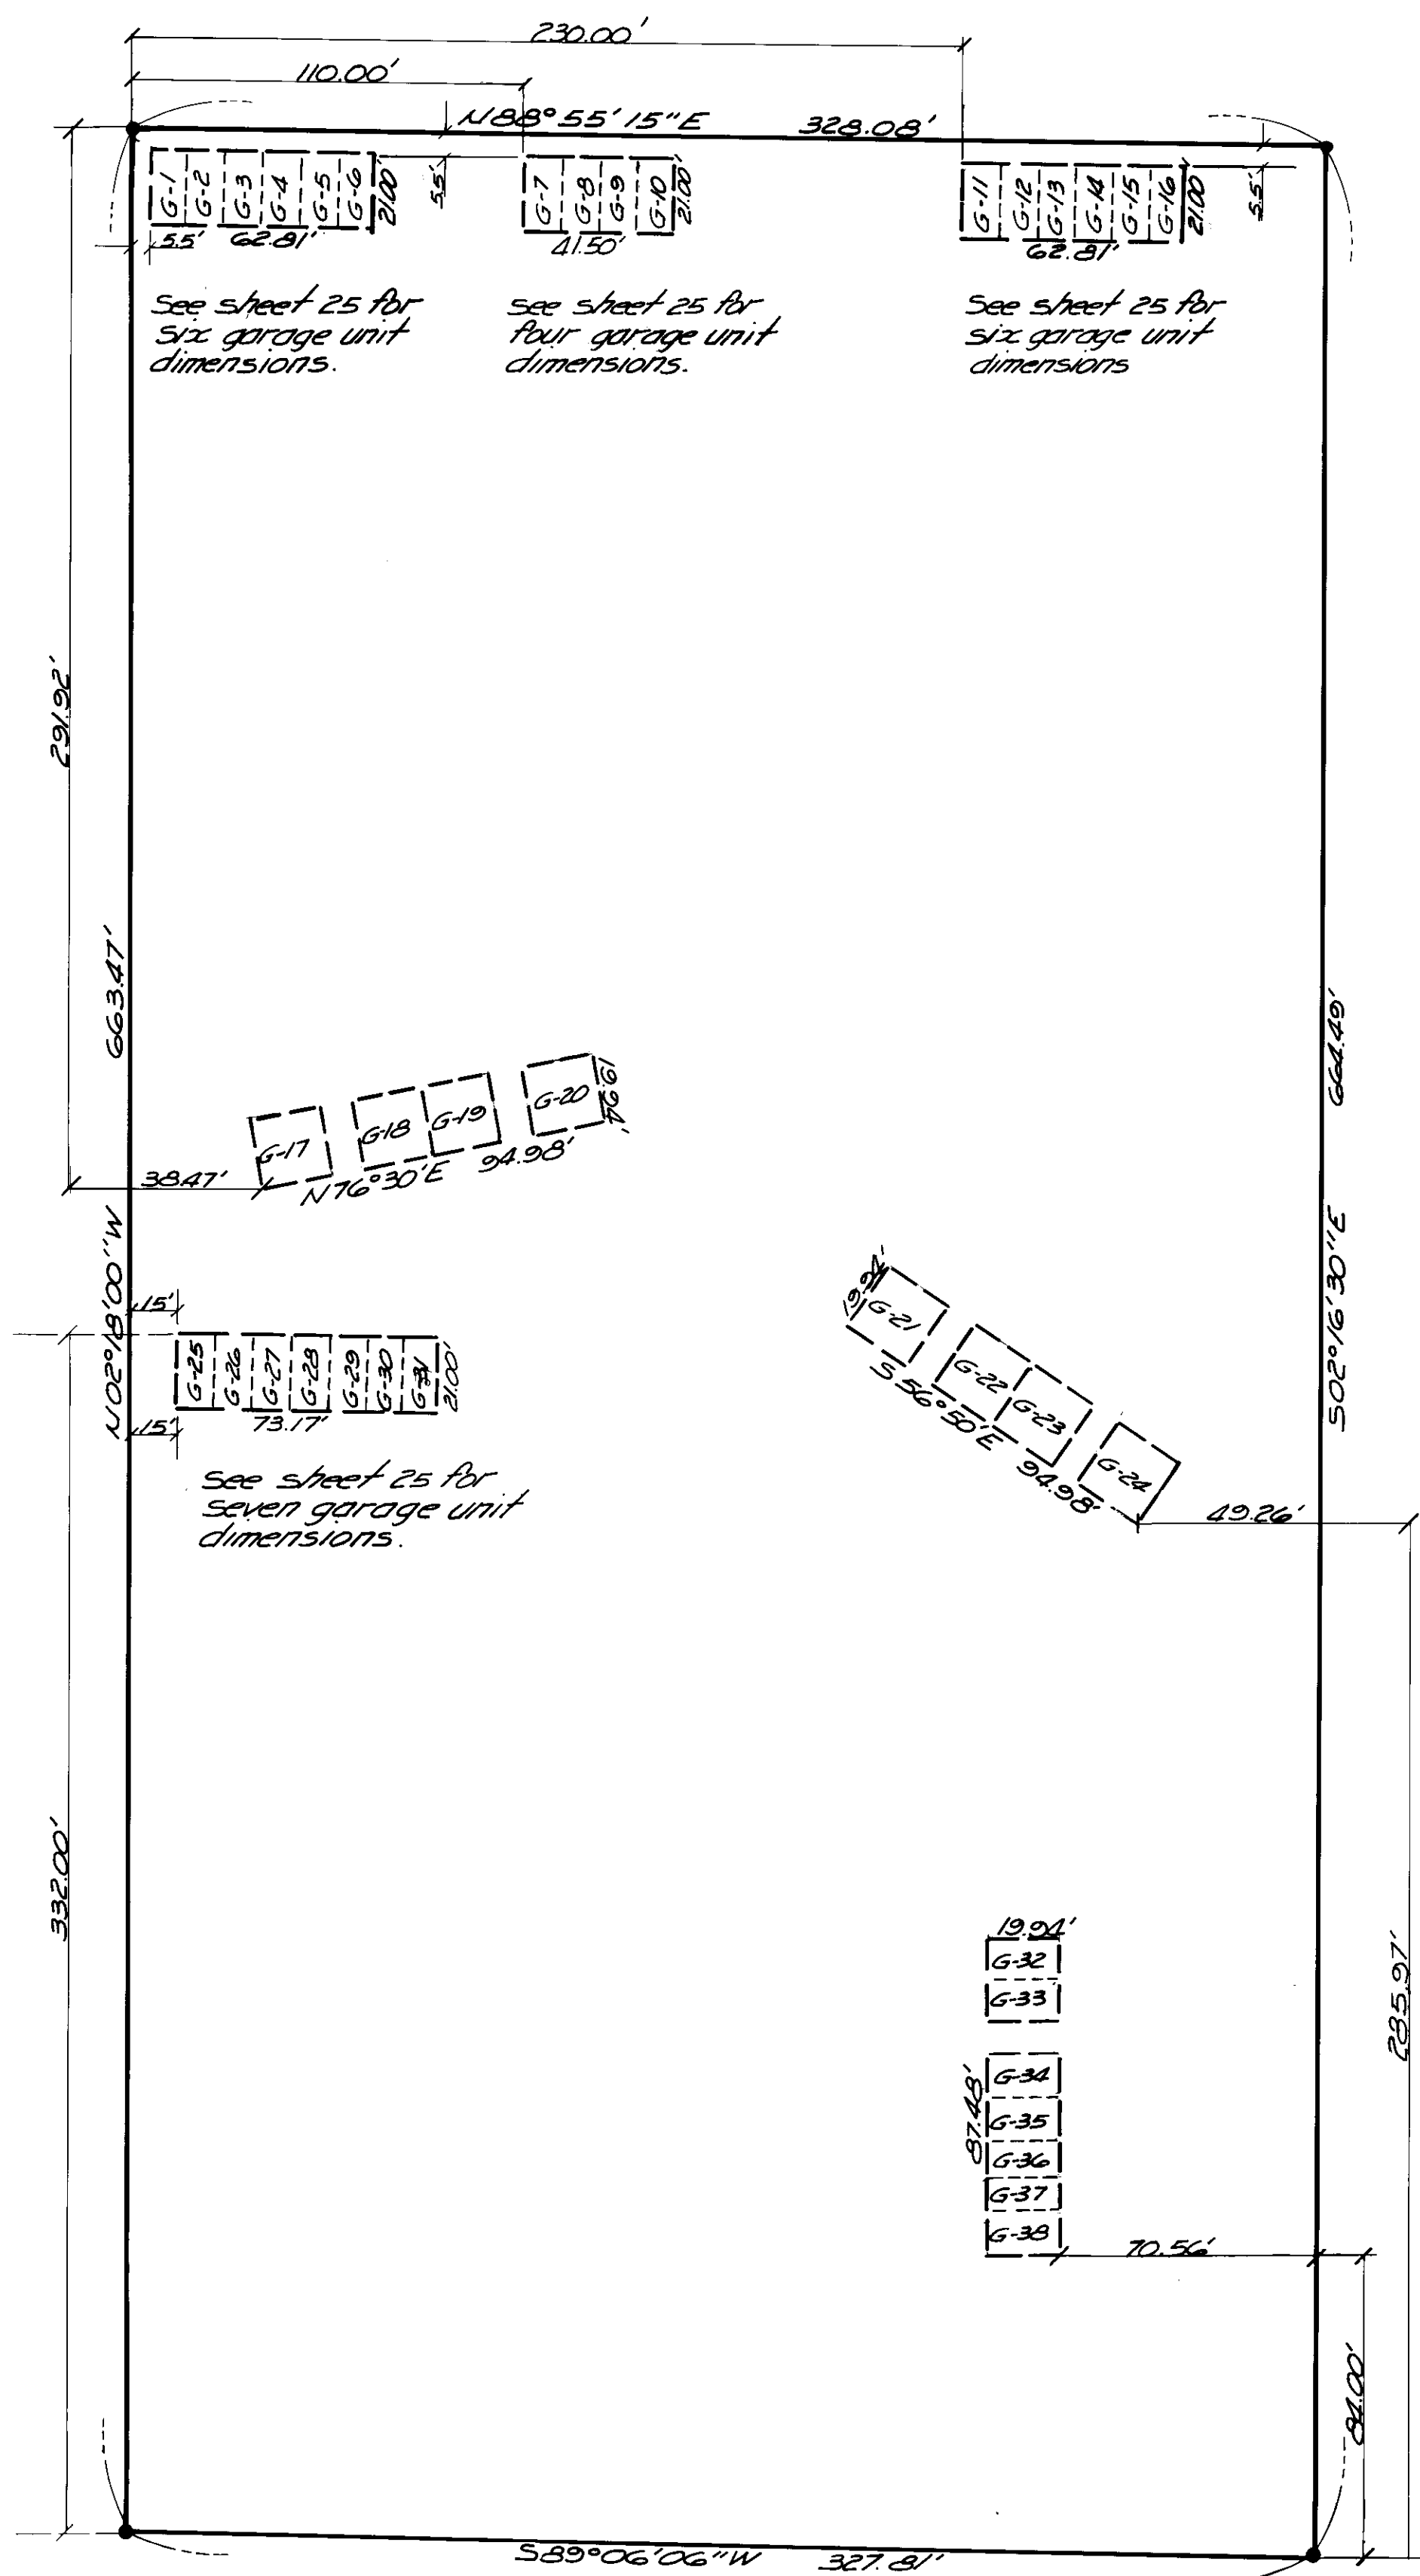 230.00'
110.00'
N88°55'15"E 328.08'
G-1
G-2
G-3
G-4
G-5
G-6
21.00'
5.5'
5.5'
62.81'
G-7
G-8
G-9
G-10
21.00'
41.50'
G-11
G-12
G-13
G-14
G-15
G-16
21.00'
5.5'
62.81'
See sheet 25 for
six garage unit
dimensions.
see sheet 25 for
four garage unit
dimensions.
See sheet 25 for
six garage unit
dimensions
291.92'
663.47'
664.49'
G-17
G-18
G-19
G-20
19.94'
38.47'
N76°30'E 94.98'
N02°18'00"W
S02°16'30"E
15'
G-25
G-26
G-27
G-28
G-29
G-30
G-31
21.00'
73.17'
15'
19.94'
G-21
G-22
G-23
G-24
S56°50'E 94.98'
49.26'
see sheet 25 for
seven garage unit
dimensions.
332.00'
19.94'
G-32
G-33
G-34
G-35
G-36
G-37
G-38
87.48'
70.56'
285.97'
84.00'
S89°06'06"W 327.81'